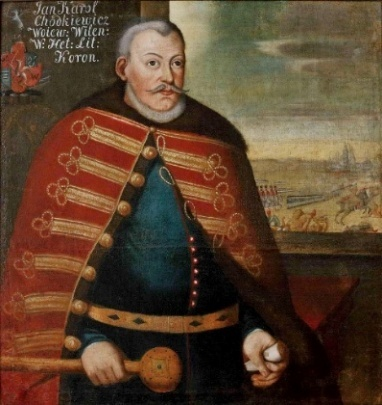 Jan Karol
Chodkiewicz
Woiew: Wilen:
W: Het: Lit:
Koron.